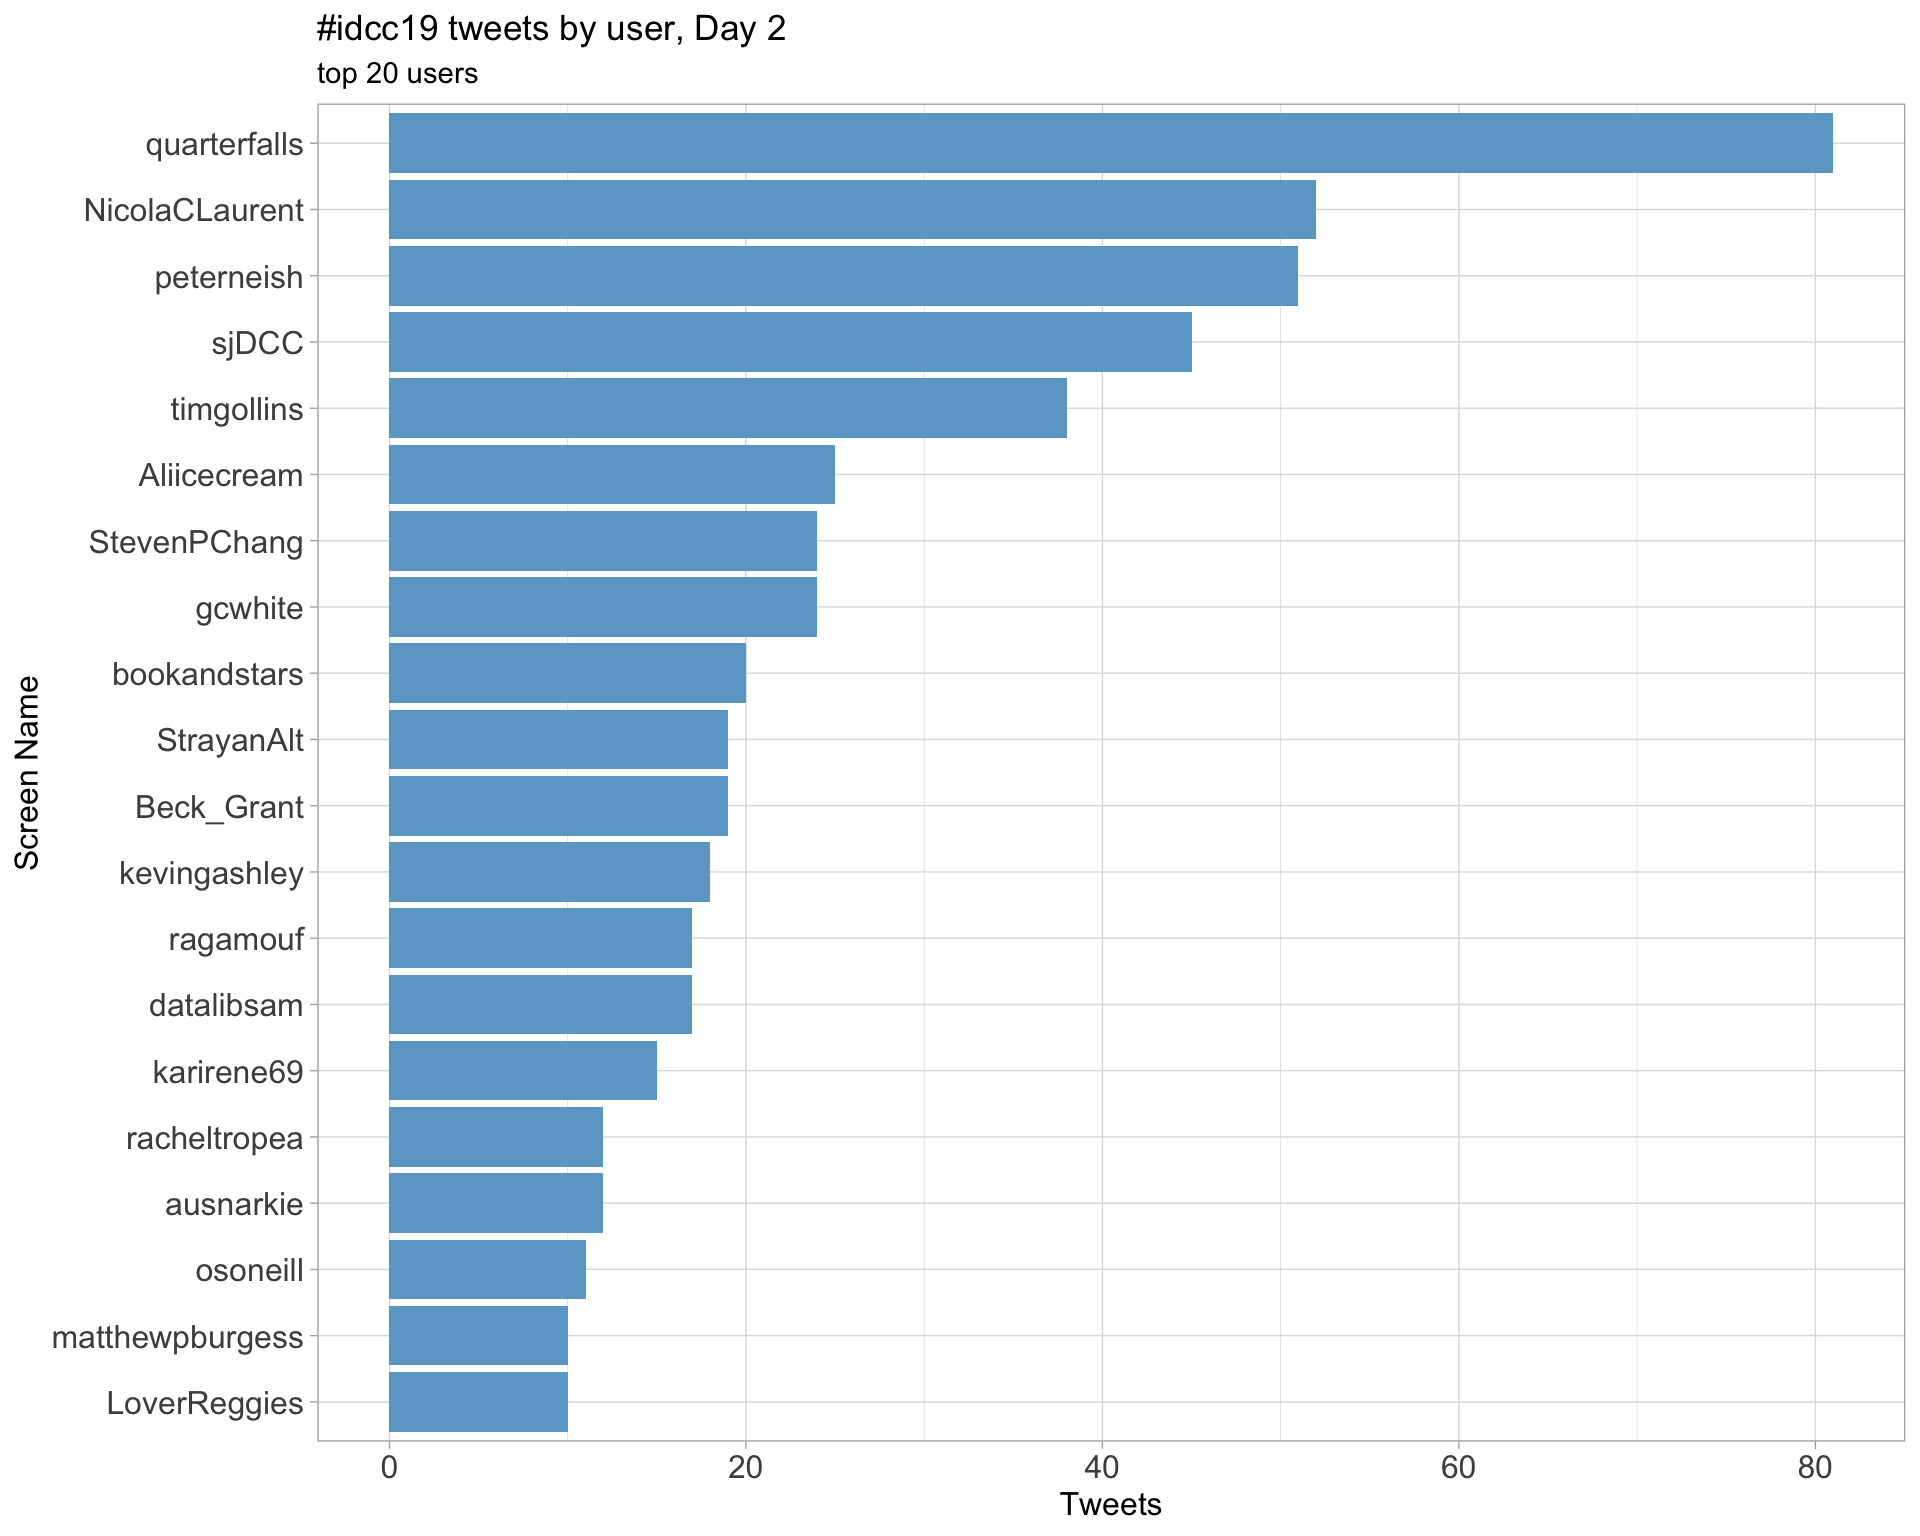 #idcc19 tweets by user, Day 2
top 20 users
Screen Name
quarterfalls
NicolaCLaurent
peterneish
sjDCC
timgollins
Aliicecream
StevenPChang
gcwhite
bookandstars
StrayanAlt
Beck_Grant
kevingashley
ragamouf
datalibsam
karirene69
racheltropea
ausnarkie
osoneill
matthewpburgess
LoverReggies
0 20 40 60 80
Tweets